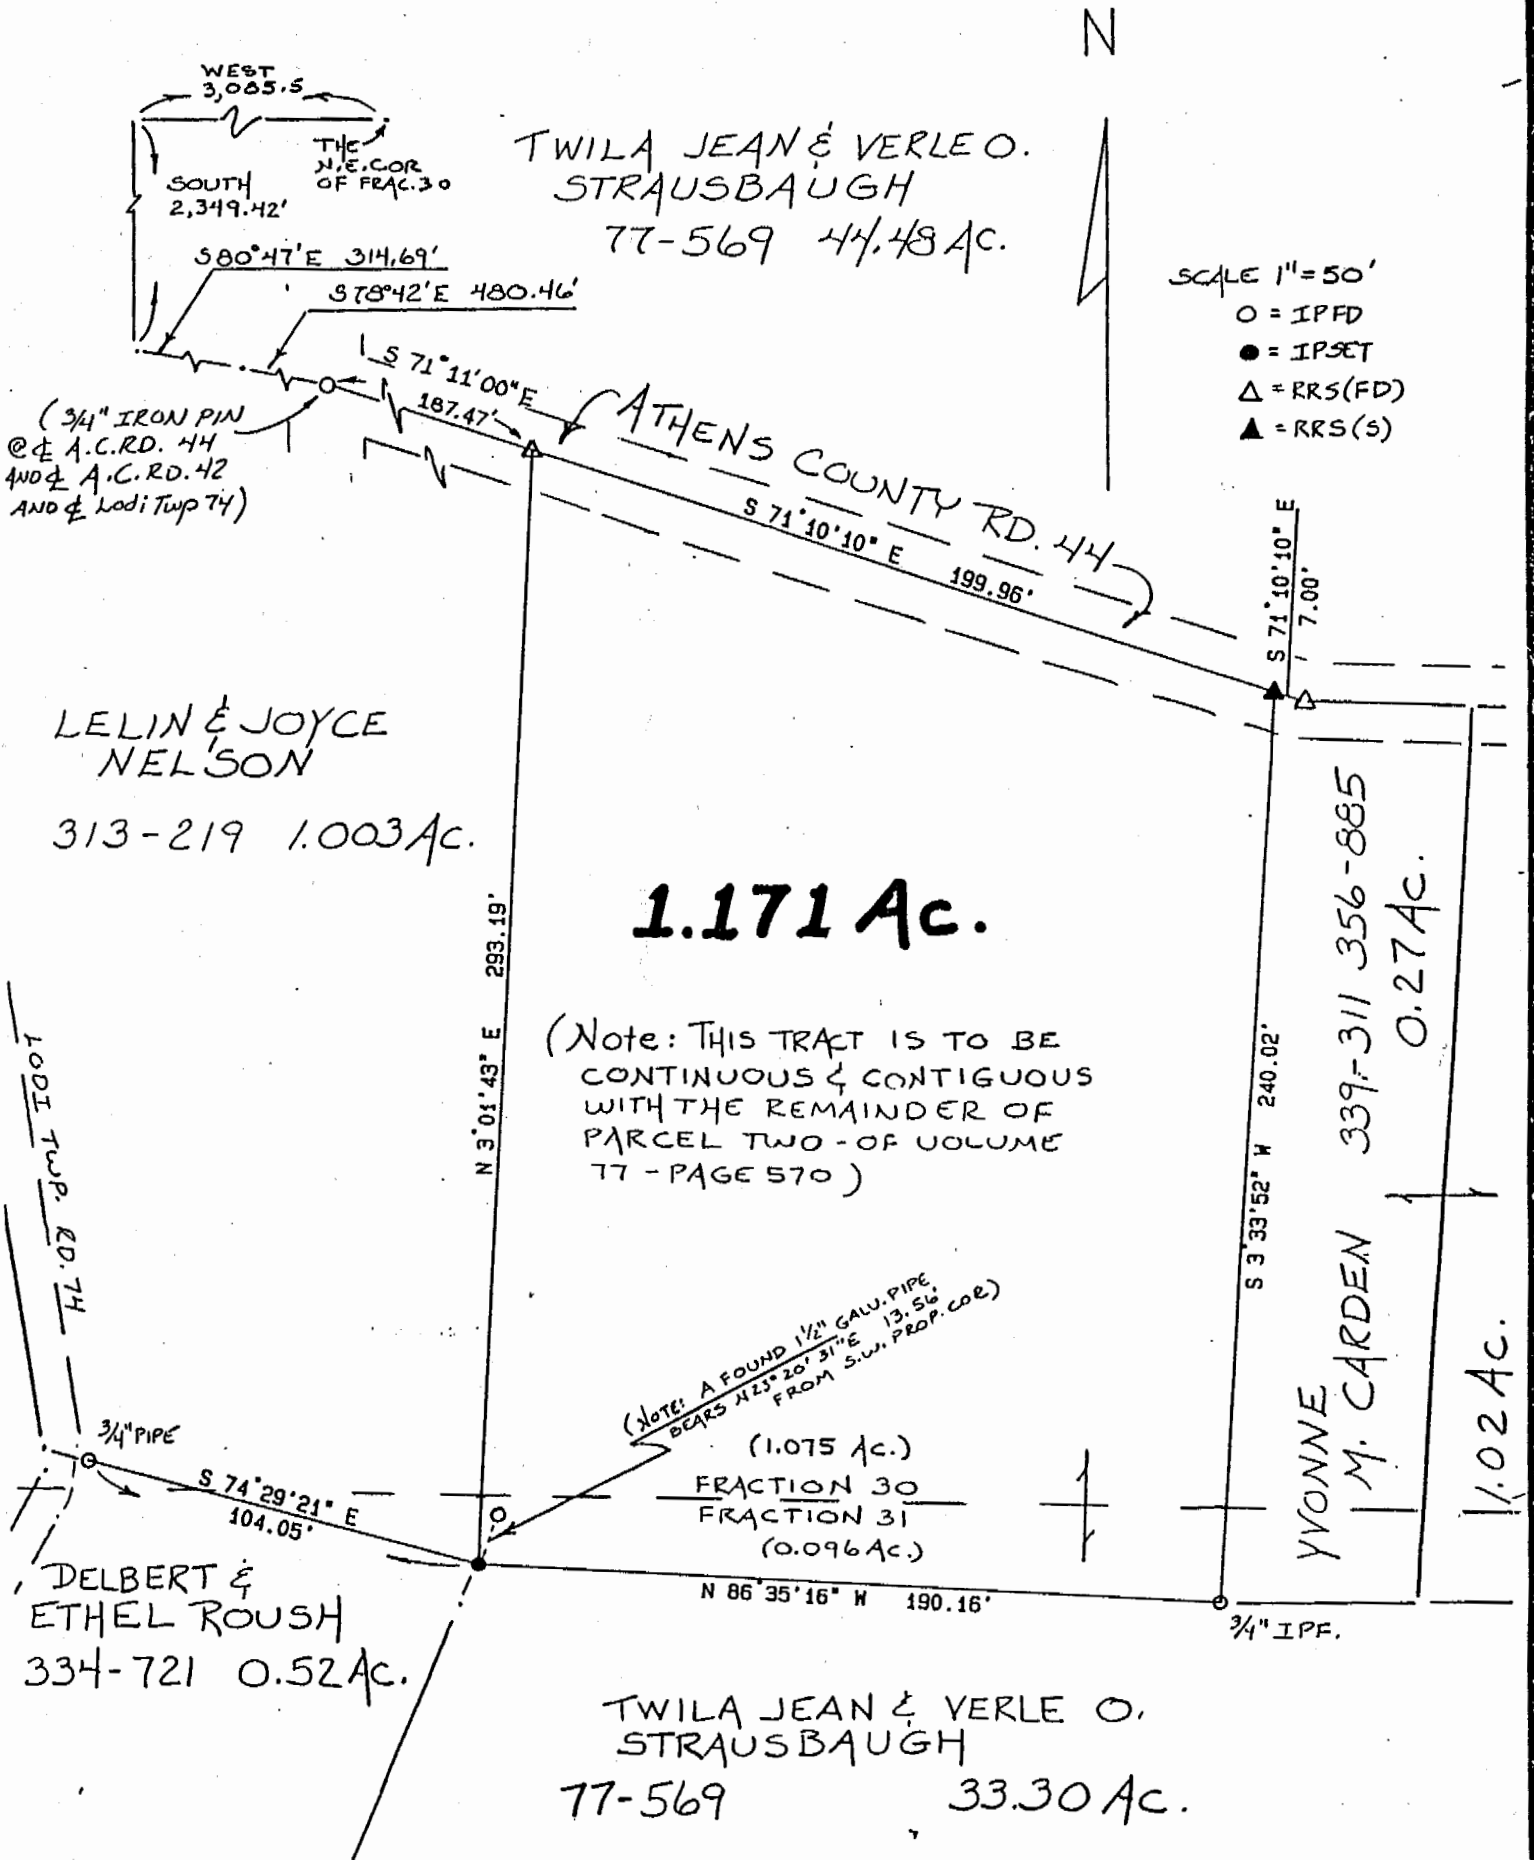 N
WEST
3,085.5
THE
N.E. COR
OF FRAC. 30
SOUTH
2,349.42'
TWILA JEAN & VERLE O.
STRAUSBAUGH
77-569 44.48 AC.
S80°47'E 314.69'
S78°42'E 480.46'
SCALE 1"=50'
O = IPFD
● = IPSET
△ = RRS(FD)
▲ = RRS(S)
S 71°11'00" E
187.47'
(3/4" IRON PIN
@ ℄ A.C.RD. 44
AND ℄ A.C.RD. 42
AND ℄ Lodi Twp 74)
ATHENS COUNTY RD. 44
S 71°10'10" E 199.96'
S 71°10'10" E
7.00'
LELIN & JOYCE
NELSON
313-219 1.003 AC.
1.171 Ac.
N 3°01'43" E 293.19'
(Note: THIS TRACT IS TO BE
CONTINUOUS & CONTIGUOUS
WITH THE REMAINDER OF
PARCEL TWO - OF VOLUME
77 - PAGE 570)
S 3°33'52" W 240.02'
YVONNE
M. CARDEN 339-311 356-885
0.27 AC.
1.02 AC.
LODI TWP. RD. 74
(NOTE: A FOUND 1½" GALV. PIPE
BEARS N23°20'31"E 13.56'
FROM S.W. PROP. COR)
3/4" PIPE
S 74°29'21" E
104.05'
(1.075 AC.)
FRACTION 30
FRACTION 31
(0.096 AC.)
N 86°35'16" W 190.16'
3/4" IPF.
DELBERT &
ETHEL ROUSH
334-721 0.52 AC.
TWILA JEAN & VERLE O.
STRAUSBAUGH
77-569 33.30 AC.